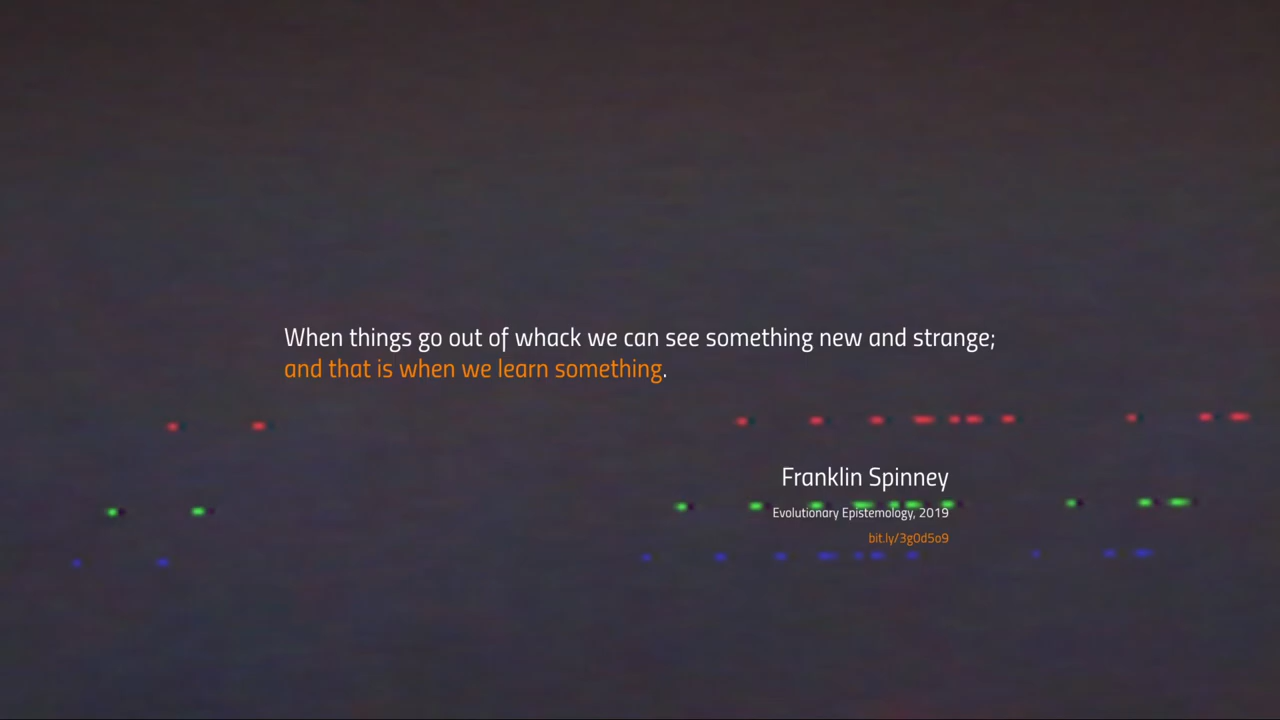 When things go out of whack we can see something new and strange;
and that is when we learn something.
Franklin Spinney
Evolutionary Epistemology, 2019
bit.ly/3g0d5o9